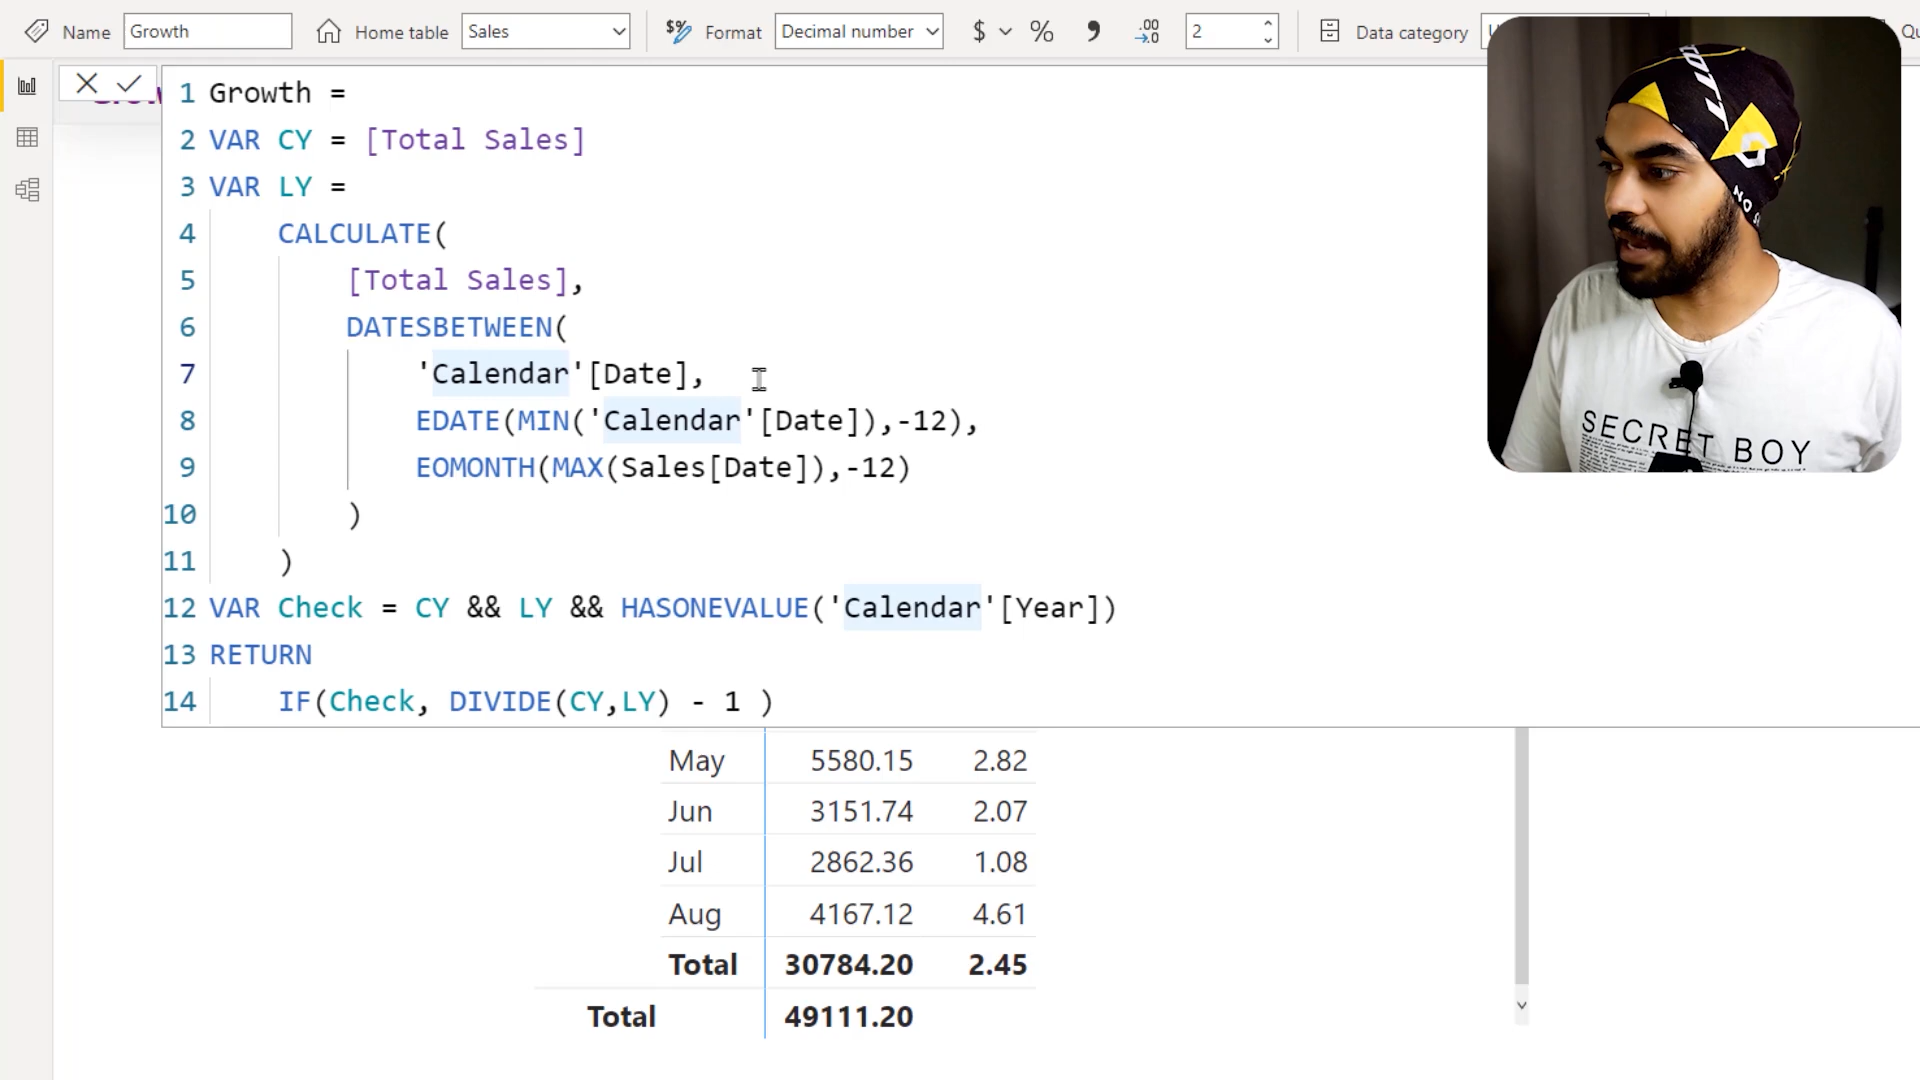 Name Growth Home table Sales Format Decimal number $ % 9 .00 2 Data category
1 Growth =
2 VAR CY = [Total Sales]
3 VAR LY =
4 CALCULATE(
5 [Total Sales],
6 DATESBETWEEN(
7 'Calendar'[Date],
8 EDATE(MIN('Calendar'[Date]),-12),
9 EOMONTH(MAX(Sales[Date]),-12)
10 )
11 )
12 VAR Check = CY && LY && HASONEVALUE('Calendar'[Year])
13 RETURN
14 IF(Check, DIVIDE(CY,LY) - 1 )
May 5580.15 2.82
Jun 3151.74 2.07
Jul 2862.36 1.08
Aug 4167.12 4.61
Total 30784.20 2.45
Total 49111.20
SECRET BOY